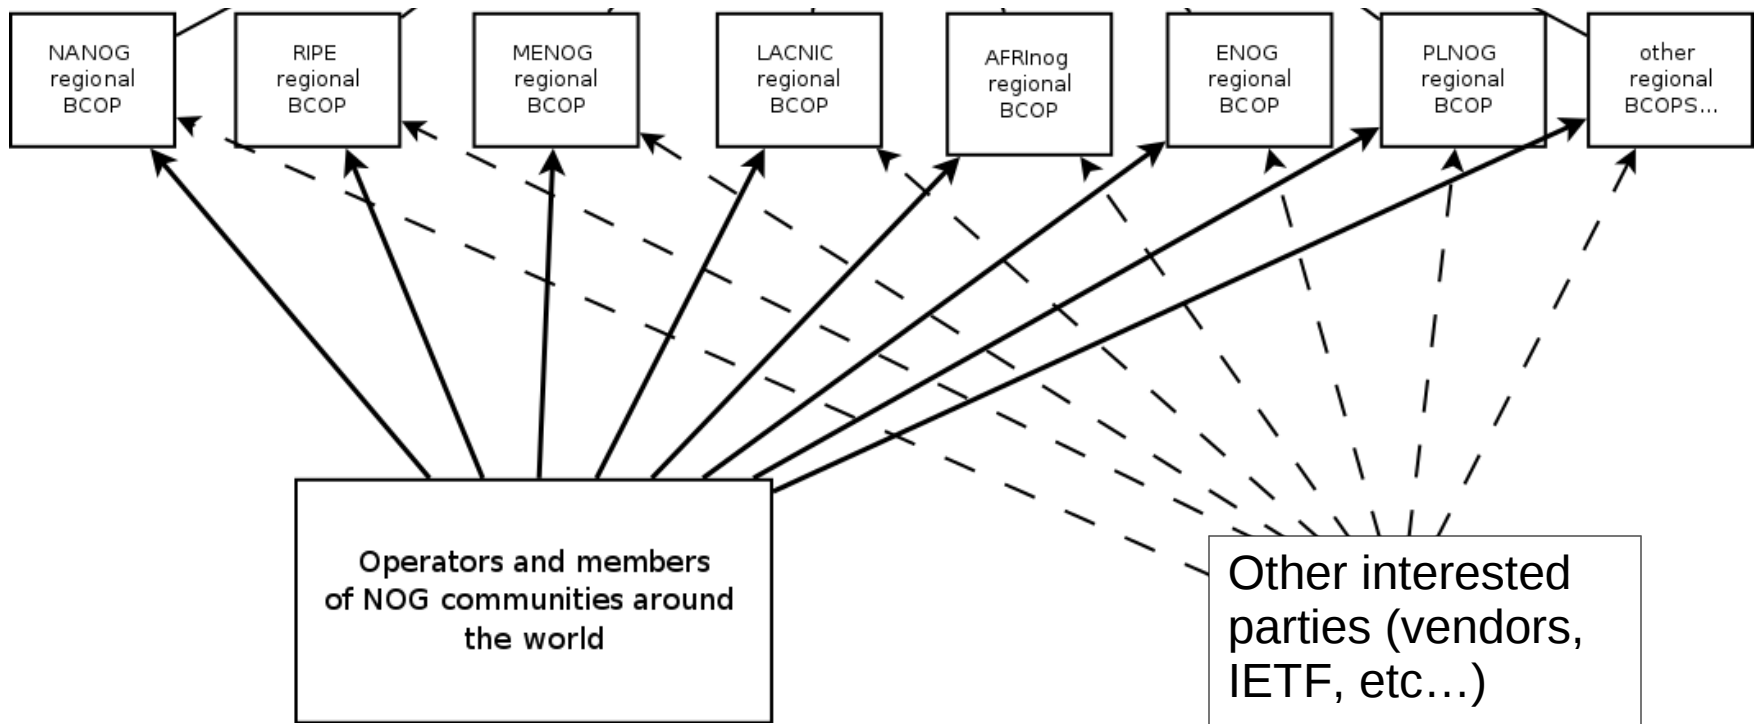 NANOG
regional
BCOP
RIPE
regional
BCOP
MENOG
regional
BCOP
LACNIC
regional
BCOP
AFRInog
regional
BCOP
ENOG
regional
BCOP
PLNOG
regional
BCOP
other
regional
BCOPS...
Operators and members
of NOG communities around
the world
Other interested
parties (vendors,
IETF, etc…)